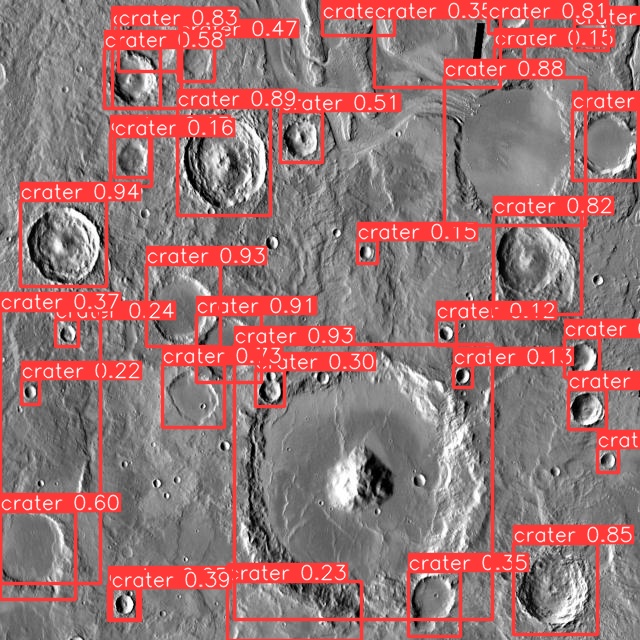 crater 0.83
crater 0.35
crater 0.81
crater
0.47
0.58
crater 0.15
crater 0.88
crater 0.89
crater 0.51
crater
crater 0.16
crater 0.94
crater 0.82
crater 0.15
crater 0.93
crater 0.37
crater 0.24
crater 0.91
crater 0.12
crater 0.93
crater
crater 0.73
crater 0.30
crater 0.13
crater 0.22
crater
crat
crater 0.60
crater 0.85
crater 0.35
crater 0.23
crater 0.39